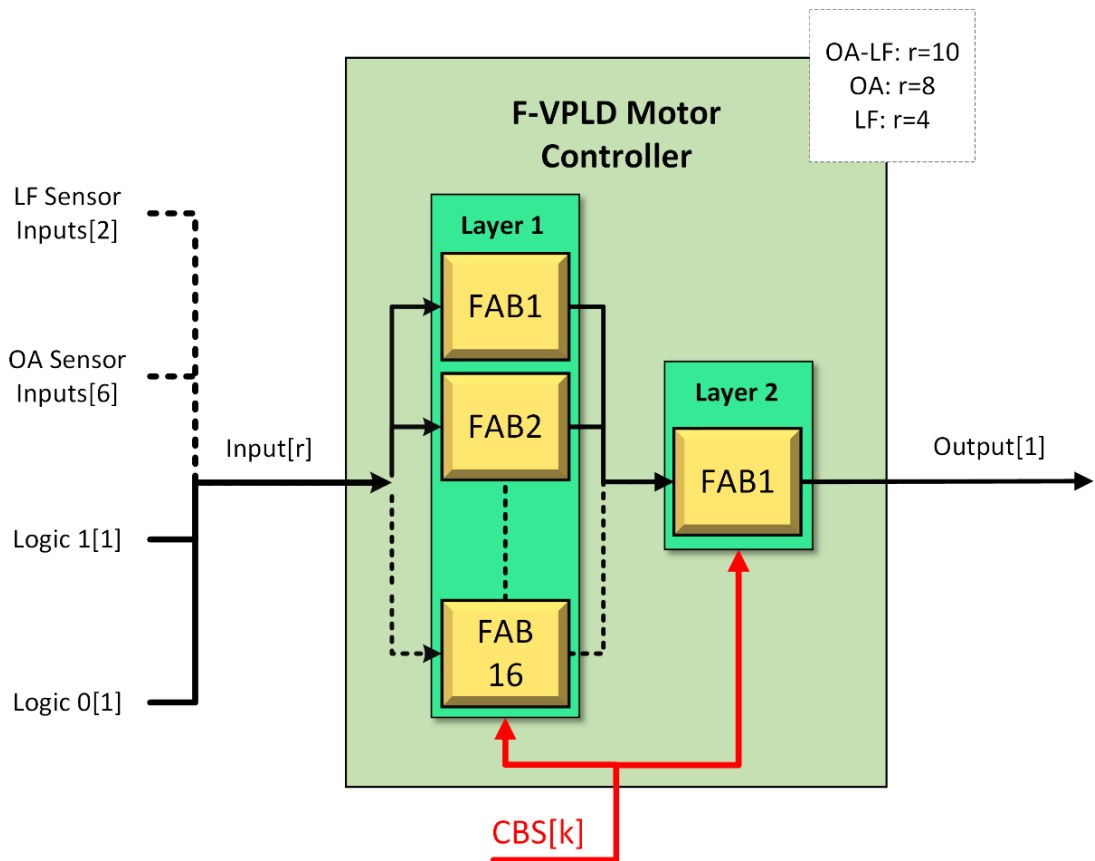 OA-LF: r=10
OA: r=8
LF: r=4
F-VPLD Motor
Controller
LF Sensor
Inputs[2]
OA Sensor
Inputs[6]
Input[r]
Logic 1[1]
Logic 0[1]
Layer 1
FAB1
FAB2
FAB
16
Layer 2
FAB1
Output[1]
CBS[k]